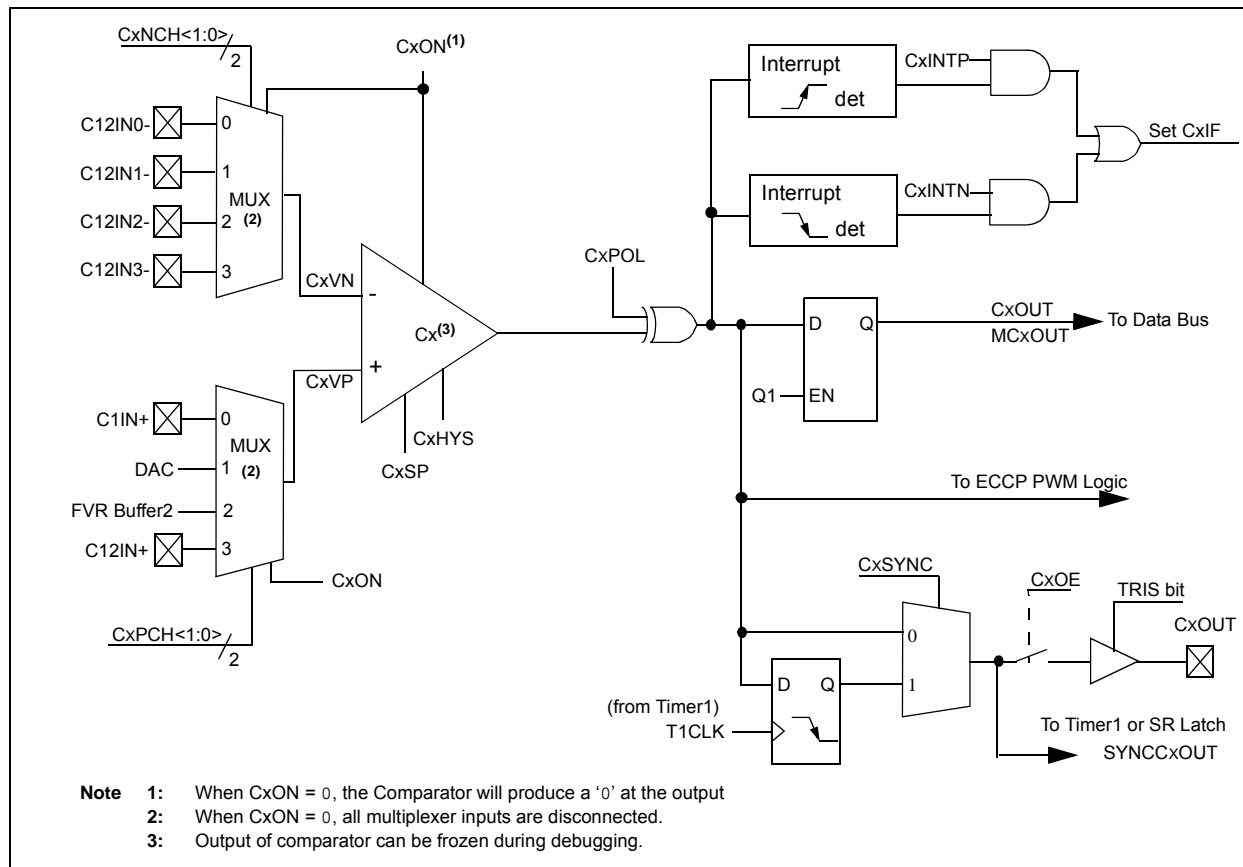 CxNCH<1:0>
2
CxON(1)
C12IN0-
0
C12IN1-
1
MUX
(2)
C12IN2-
2
C12IN3-
3
CxVN
-
Cx(3)
+
CxVP
C1IN+
0
MUX
(2)
DAC
1
FVR Buffer2
2
C12IN+
3
CxON
CxPCH<1:0>
2
CxHYS
CxSP
CxPOL
Interrupt
det
CxINTP
Interrupt
det
CxINTN
Set CxIF
D
Q
Q1
EN
CxOUT
MCxOUT
To Data Bus
To ECCP PWM Logic
CxSYNC
0
1
D
Q
(from Timer1)
T1CLK
CxOE
TRIS bit
CxOUT
To Timer1 or SR Latch
SYNCCxOUT
Note 1: When CxON = 0, the Comparator will produce a ‘0’ at the output
2: When CxON = 0, all multiplexer inputs are disconnected.
3: Output of comparator can be frozen during debugging.